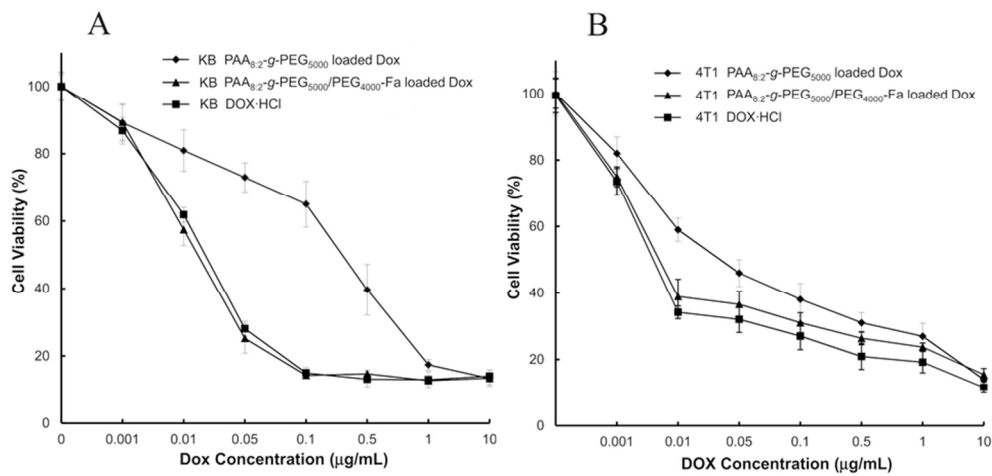 A
B
KB PAA8:2-g-PEG5000 loaded Dox
KB PAA8:2-g-PEG5000/PEG4000-Fa loaded Dox
KB DOX·HCl
4T1 PAA8:2-g-PEG5000 loaded Dox
4T1 PAA8:2-g-PEG5000/PEG4000-Fa loaded Dox
4T1 DOX·HCl
Cell Viability (%)
100
80
60
40
20
0
0 0.001 0.01 0.05 0.1 0.5 1 10
Dox Concentration (μg/mL)
Cell Viability (%)
100
80
60
40
20
0
0.001 0.01 0.05 0.1 0.5 1 10
DOX Concentration (μg/mL)